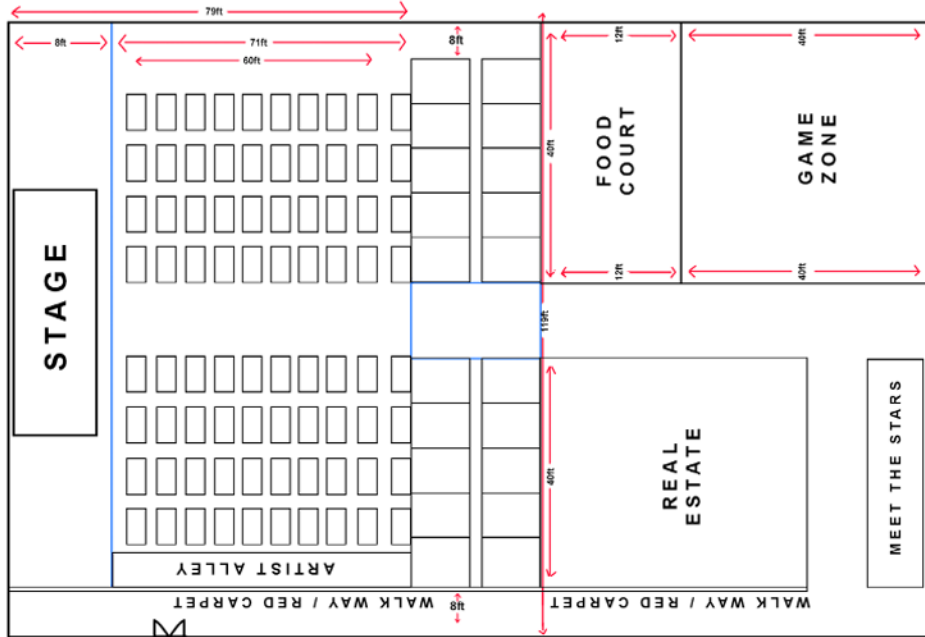 79ft
8ft
71ft
8ft
12ft
40ft
60ft
40ft
FOOD
COURT
GAME
ZONE
STAGE
12ft
40ft
119ft
40ft
REAL
ESTATE
MEET THE STARS
ARTIST ALLEY
WALK WAY / RED CARPET
8ft
WALK WAY / RED CARPET